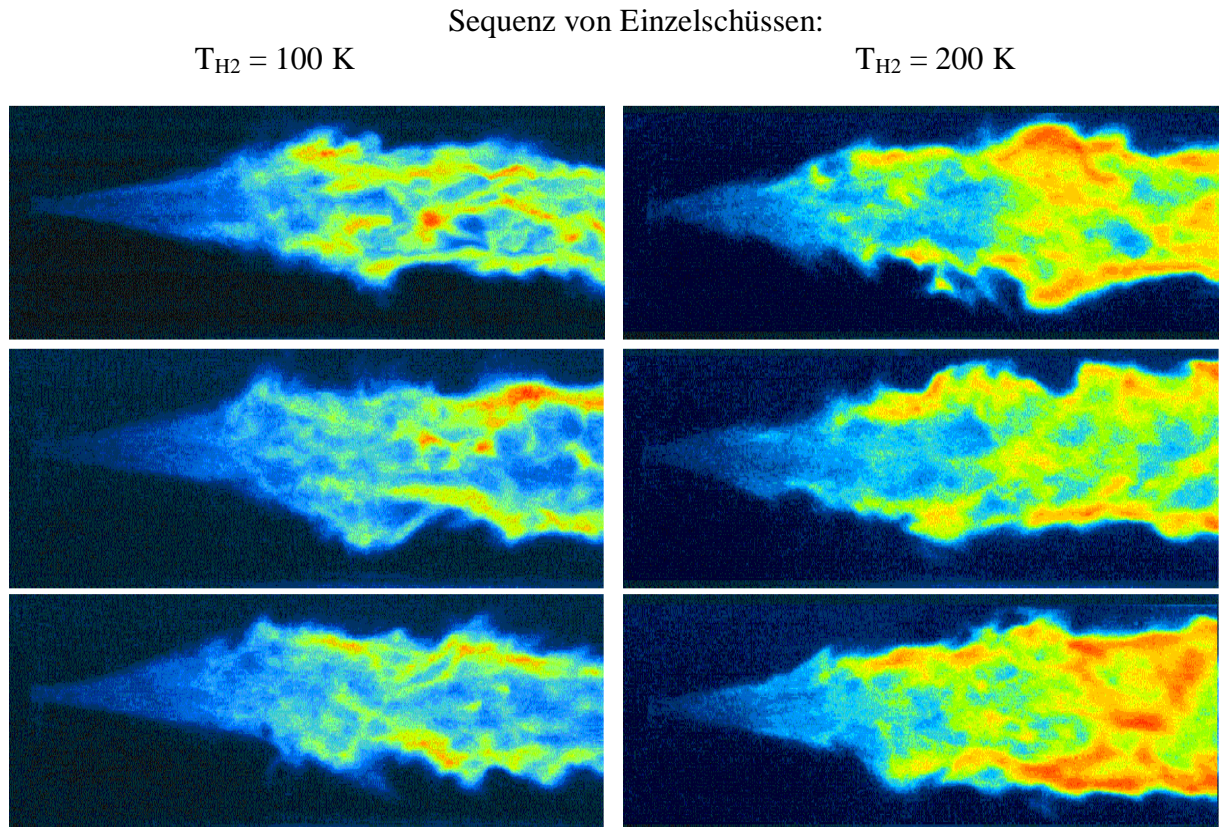 Sequenz von Einzelschüssen:
T_H2 = 100 K T_H2 = 200 K